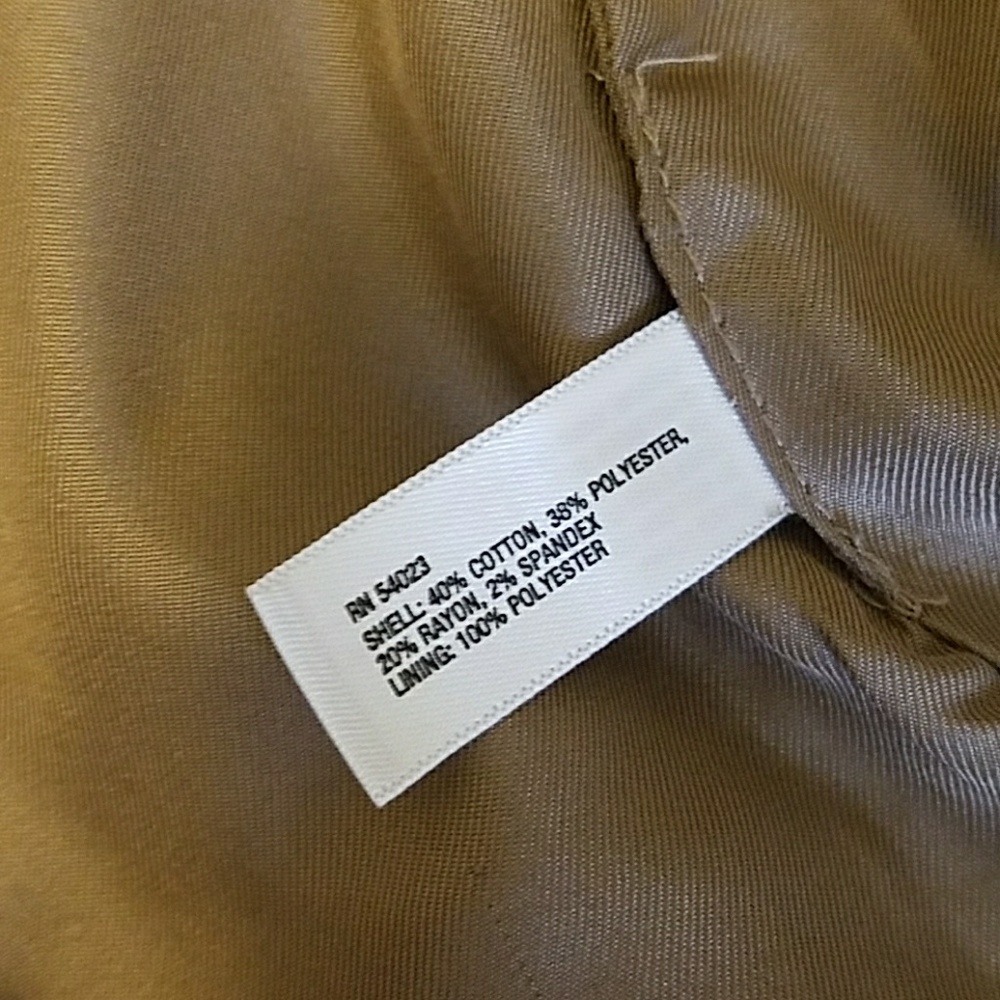 RN 54023
SHELL: 40% COTTON, 38% POLYESTER,
20% RAYON, 2% SPANDEX
LINING: 100% POLYESTER